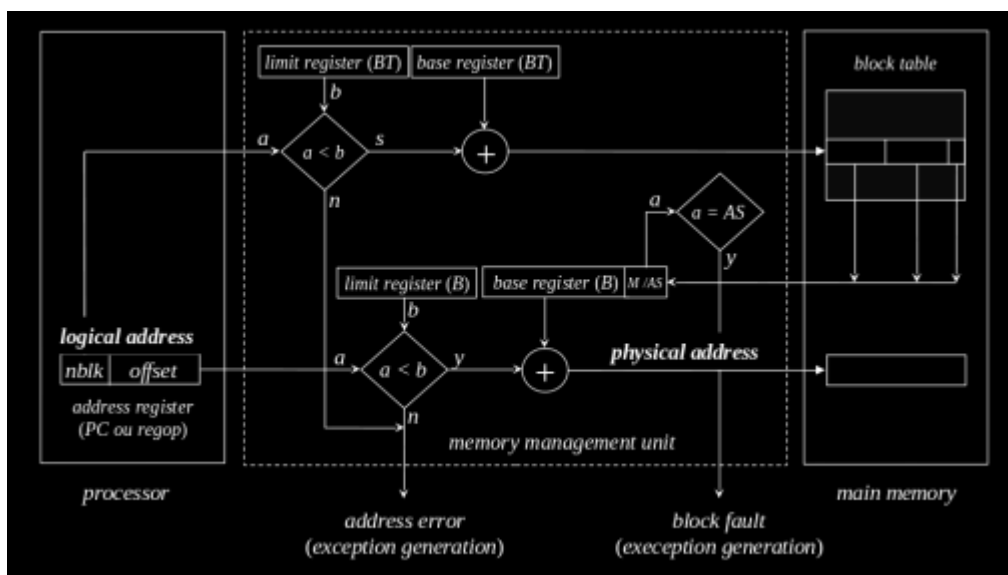 limit register (BT)
base register (BT)
block table
b
a
a < b
s
+
n
a
a = AS
y
limit register (B)
base register (B)
M /AS
b
logical address
nblk
offset
a
a < b
y
+
physical address
n
address register
(PC ou regop)
memory management unit
processor
main memory
address error
(exception generation)
block fault
(exeception generation)